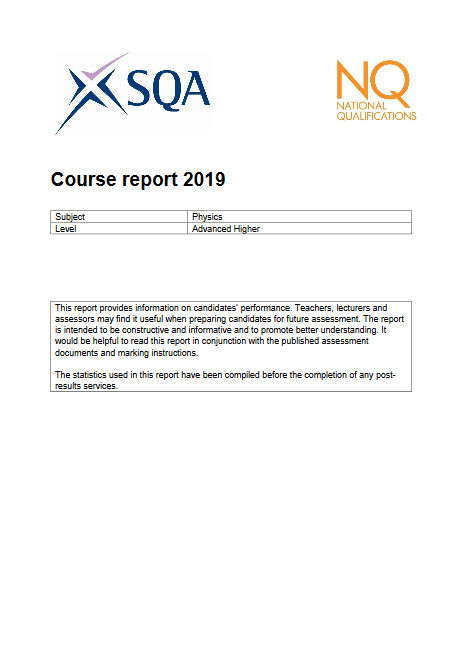 SQA
NQ
NATIONAL
QUALIFICATIONS
Course report 2019
Subject Physics
Level Advanced Higher
This report provides information on candidates' performance. Teachers, lecturers and
assessors may find it useful when preparing candidates for future assessment. The report
is intended to be constructive and informative and to promote better understanding. It
would be helpful to read this report in conjunction with the published assessment
documents and marking instructions.
The statistics used in this report have been compiled before the completion of any post-
results services.